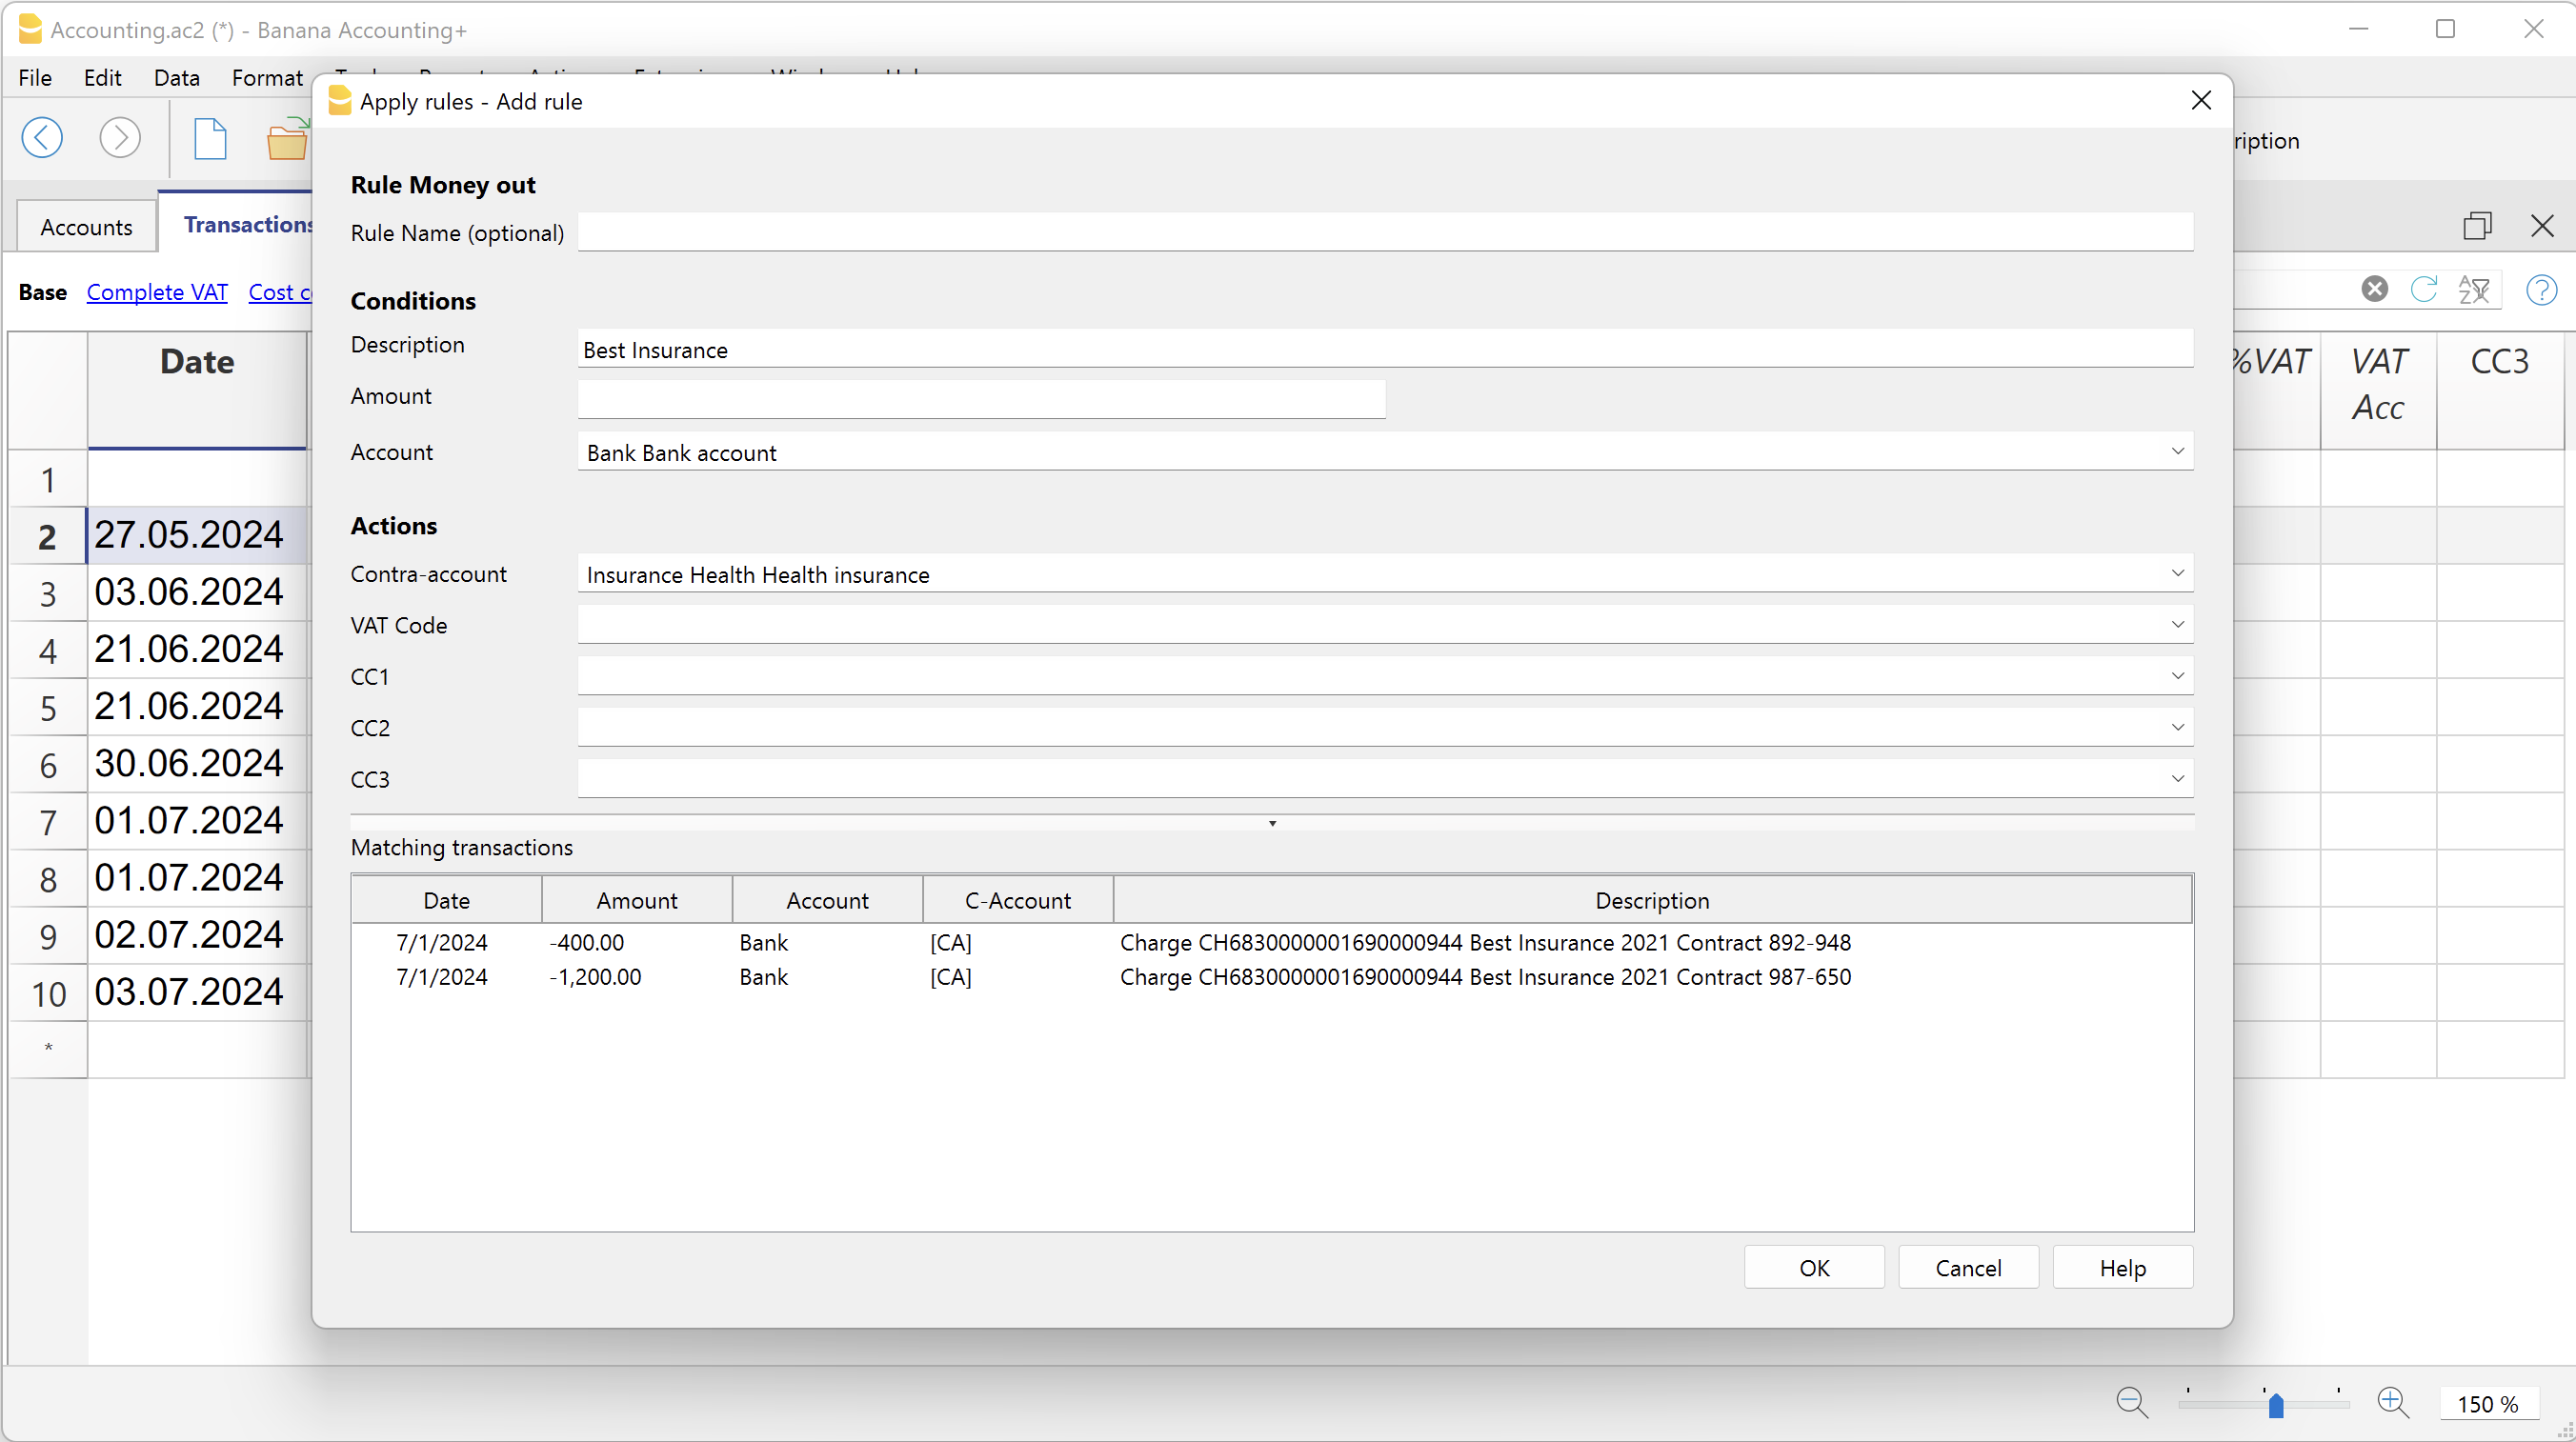 Accounting.ac2 (*) - Banana Accounting+
File Edit Data Format
Apply rules - Add rule
ription
Rule Money out
Accounts
Transactions
Rule Name (optional)
Base Complete VAT Cost c
Conditions
Description Best Insurance
Amount
Account Bank Bank account
Date
%VAT
VAT Acc
CC3
Actions
Contra-account Insurance Health Health insurance
VAT Code
CC1
CC2
CC3
1
2 27.05.2024
3 03.06.2024
4 21.06.2024
5 21.06.2024
6 30.06.2024
7 01.07.2024
8 01.07.2024
9 02.07.2024
10 03.07.2024
*
Matching transactions
Date Amount Account C-Account Description
7/1/2024 -400.00 Bank [CA] Charge CH6830000001690000944 Best Insurance 2021 Contract 892-948
7/1/2024 -1,200.00 Bank [CA] Charge CH6830000001690000944 Best Insurance 2021 Contract 987-650
OK Cancel Help
150 %